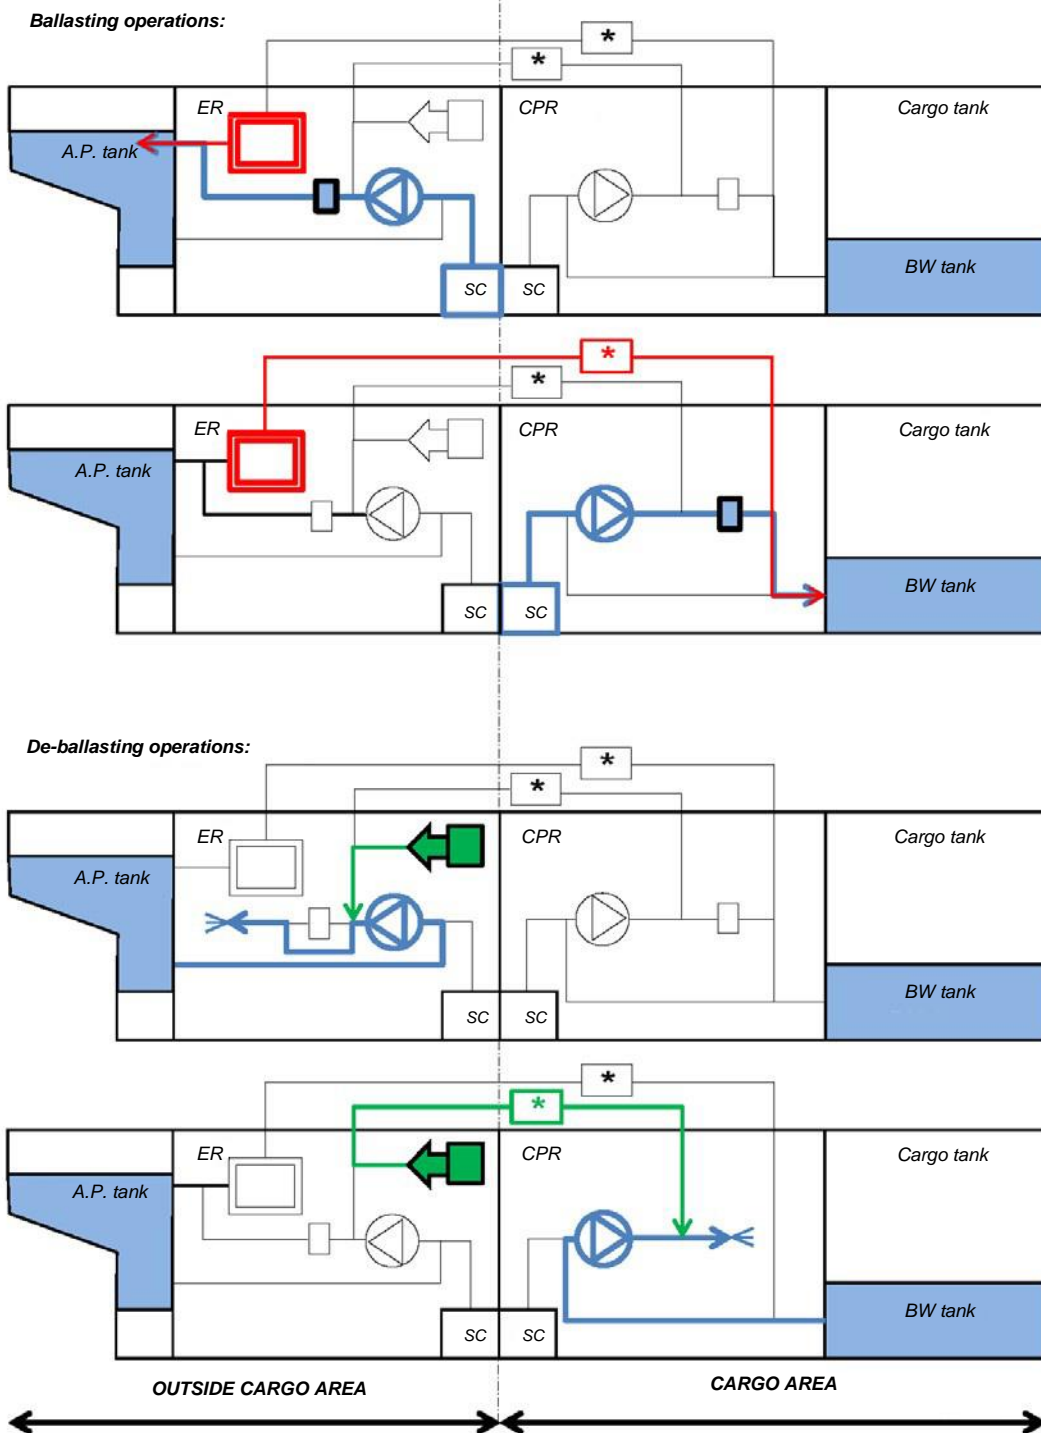 Ballasting operations:
*
*
ER
CPR
Cargo tank
A.P. tank
BW tank
SC
SC
*
*
ER
CPR
Cargo tank
A.P. tank
BW tank
SC
SC
De-ballasting operations:
*
*
ER
CPR
Cargo tank
A.P. tank
BW tank
SC
SC
*
*
ER
CPR
Cargo tank
A.P. tank
BW tank
SC
SC
OUTSIDE CARGO AREA
CARGO AREA